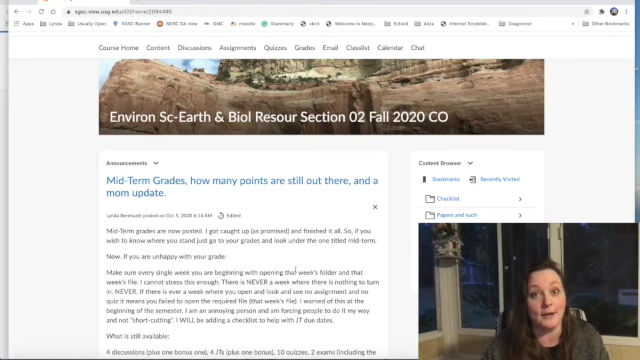 sgsc.view.usg.edu/d2l/home/2094495
Apps Lynda Usually Open SGSC Banner SGSC GMC moodle Grammarly Welcome to Neop... School Aliza Internet Scrabble... Dragoncon Other Bookmarks
Course Home Content Discussions Assignments Quizzes Grades Email Classlist Calendar Chat
Environ Sc-Earth & Biol Resour Section 02 Fall 2020 CO
Announcements
Mid-Term Grades, how many points are still out there, and a
mom update.
Lynda Bernhardt posted on Oct 5, 2020 6:14 AM Edited
Mid-Term grades are now posted. I got caught up (as promised) and finished it all. So, if you
wish to know where you stand just go to your grades and look under the one titled mid-term.
Now. If you are unhappy with your grade:
Make sure every single week you are beginning with opening that week's folder and that
week's file. I cannot stress this enough. There is NEVER a week where there is nothing to turn
in. NEVER. If there is ever a week where you open and look and see no assignment and no
quiz it means you failed to open the required file (that week's file). I warned of this at the
beginning of the semester. I am an annoying person and am forcing people to do it my way
and not "short-cutting". I WILL be adding a checklist to help with JT due dates.
What is still available:
4 discussions (plus one bonus one), 4 JTs (plus one bonus), 10 quizzes, 2 exams (including the
Content Browser
Bookmarks Recently Visited
Checklist
Papers and such